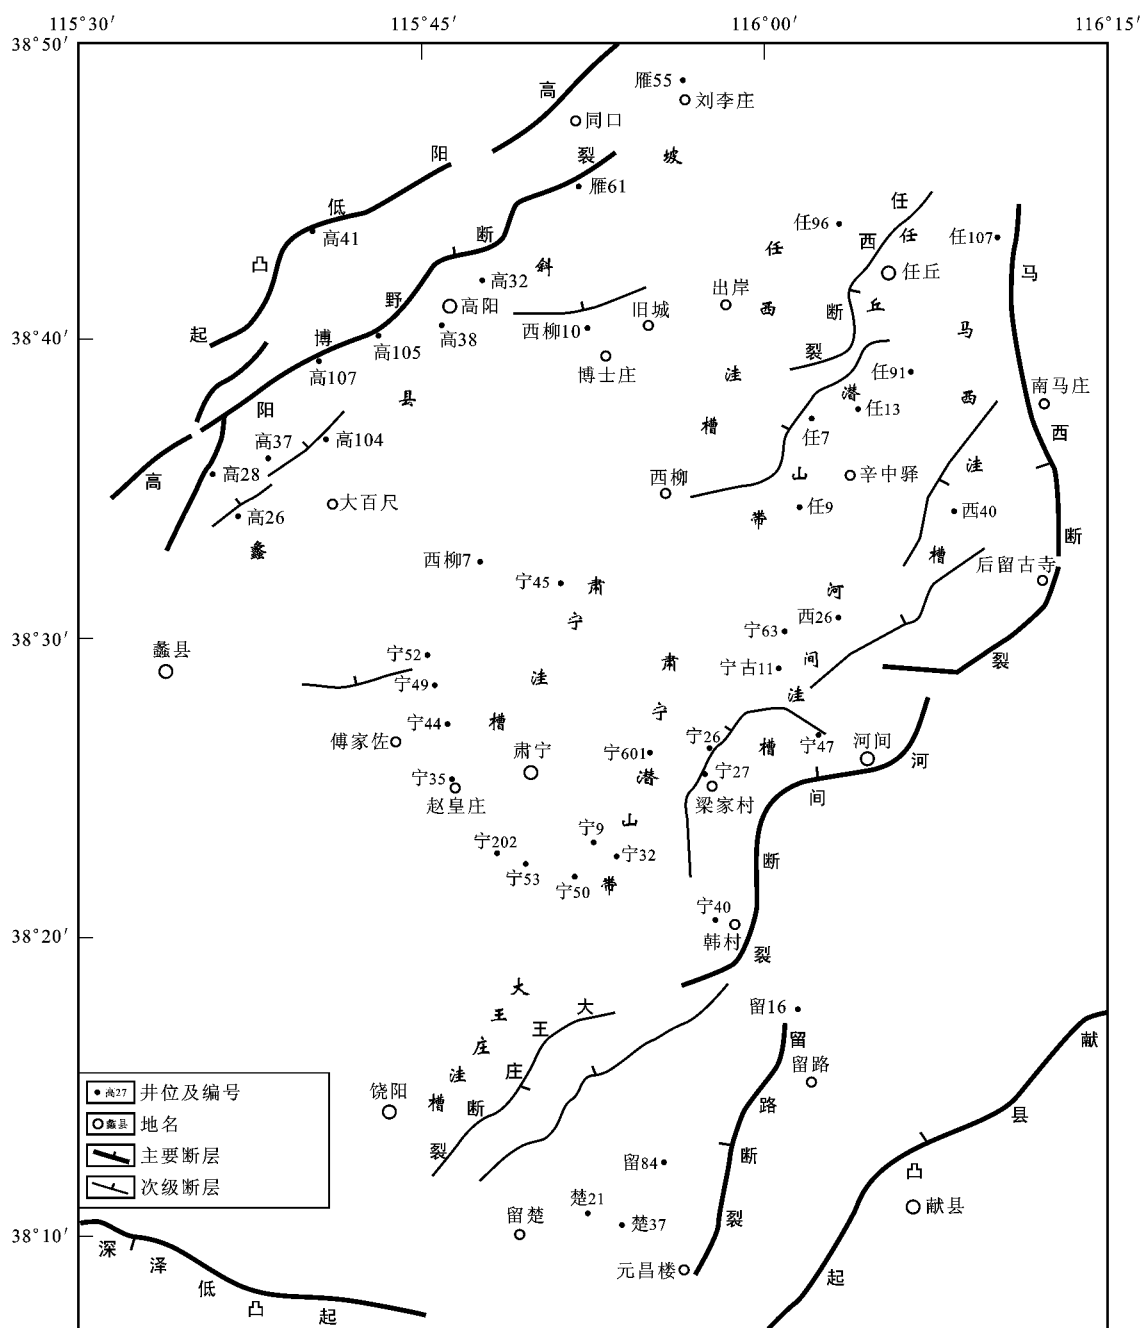 115°30′
115°45′
116°00′
116°15′
38°50′
38°40′
38°30′
38°20′
38°10′
雁55
刘李庄
高
同口
阳
裂
坡
雁61
低
任96
任
任
西
任
任107
马
凸
高41
断
斜
任
任丘
高32
野
高阳
出岸
西
断
丘
旧城
起
博
高38
西柳10
马
高105
裂
高107
博士庄
洼
任91
南马庄
阳
县
潜
任13
西
西
高37
高104
槽
任7
高
高28
大百尺
西柳
山
辛中驿
洼
高26
带
任9
西40
断
蠡
西柳7
槽
后留古寺
宁45
肃
河
宁
宁63
西26
蠡县
宁52
肃
宁古11
间
裂
宁49
洼
洼
宁44
槽
宁
宁26
槽
宁47
河间
河
傅家佐
肃宁
宁601
宁35
潜
宁27
间
赵皇庄
梁家村
山
宁202
宁9
宁32
断
宁53
宁50
带
宁40
韩村
裂
大
王
大
王
留16
庄
留
献
洼
庄
留路
饶阳
槽
断
路
县
裂
断
留84
凸
楚21
裂
献县
留楚
楚37
元昌楼
起
高27 井位及编号
蠡县 地名
主要断层
次级断层
深
泽
低
凸
起